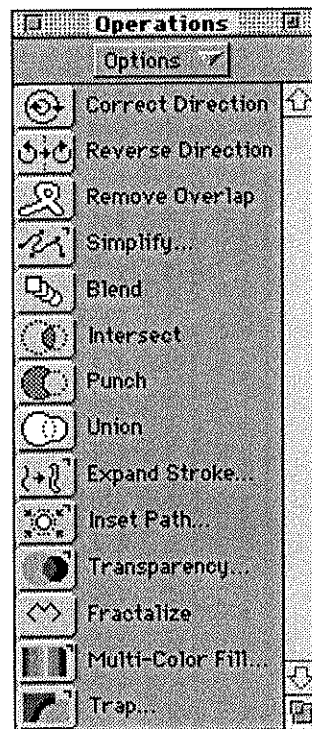 Operations
Options
Correct Direction
Reverse Direction
Remove Overlap
Simplify...
Blend
Intersect
Punch
Union
Expand Stroke...
Inset Path...
Transparency...
Fractalize
Multi-Color Fill...
Trap...